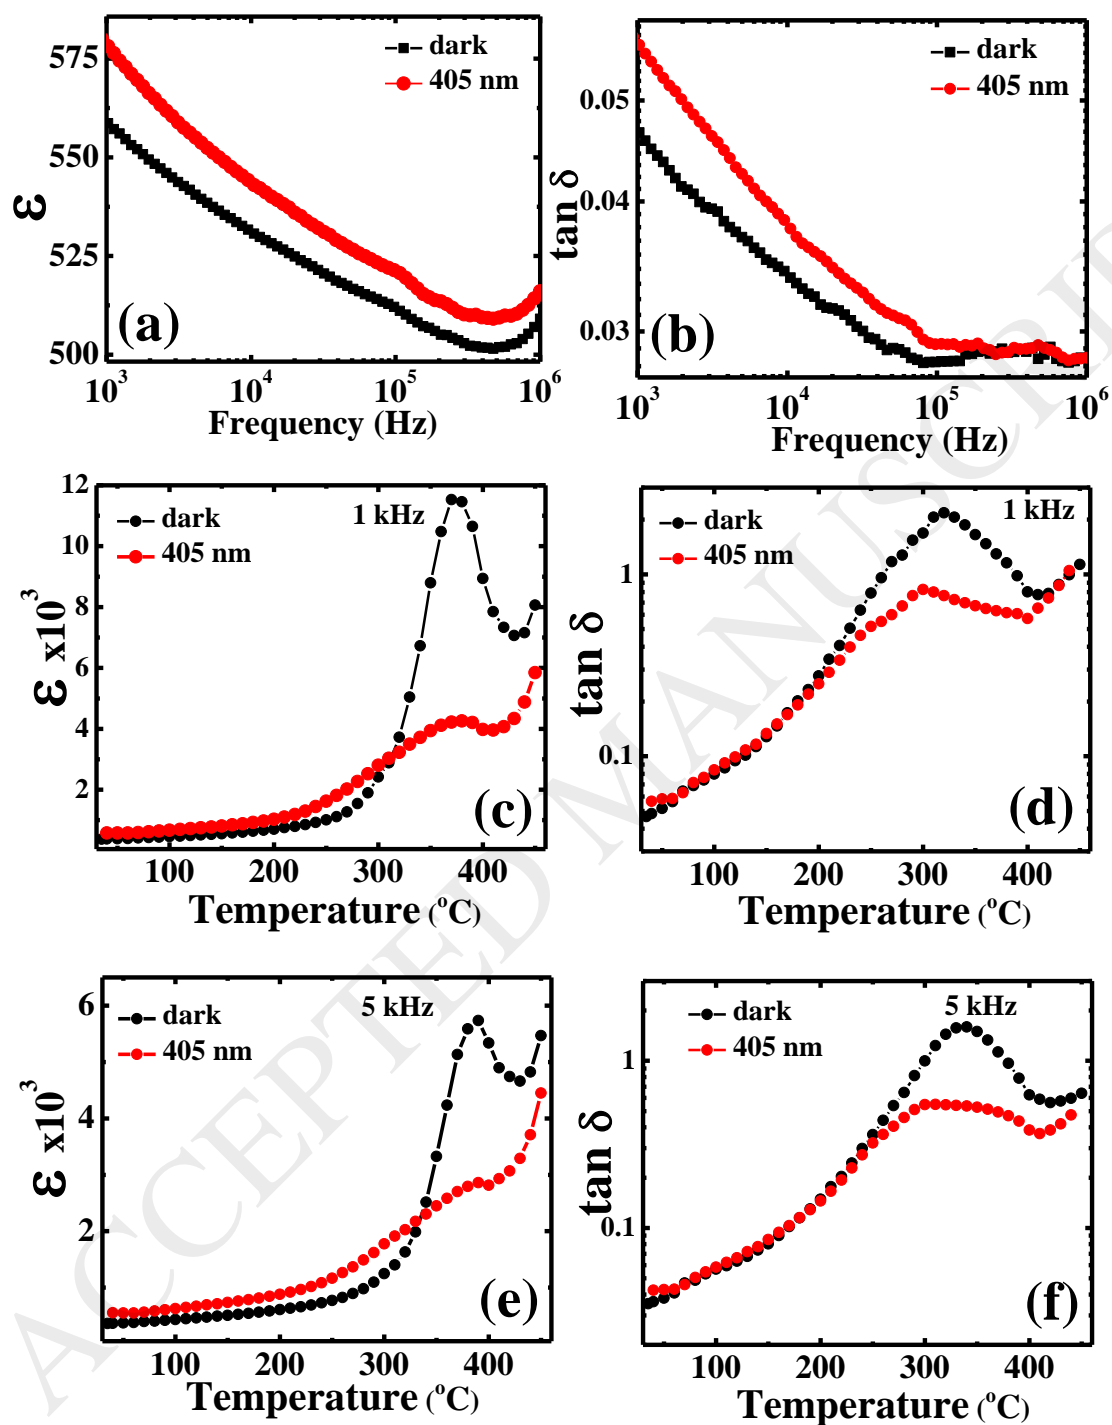 575
550
525
500
ε
dark
405 nm
(a)
10³ 10⁴ 10⁵ 10⁶
Frequency (Hz)
0.05
0.04
0.03
tan δ
dark
405 nm
(b)
10³ 10⁴ 10⁵ 10⁶
Frequency (Hz)
12
10
8
6
4
2
ε x10³
dark
405 nm
1 kHz
(c)
100 200 300 400
Temperature (°C)
1
0.1
tan δ
dark
405 nm
1 kHz
(d)
100 200 300 400
Temperature (°C)
6
4
2
ε x10³
dark
405 nm
5 kHz
(e)
100 200 300 400
Temperature (°C)
1
0.1
tan δ
dark
405 nm
5 kHz
(f)
100 200 300 400
Temperature (°C)
ACCEPTED MANUSCRIP